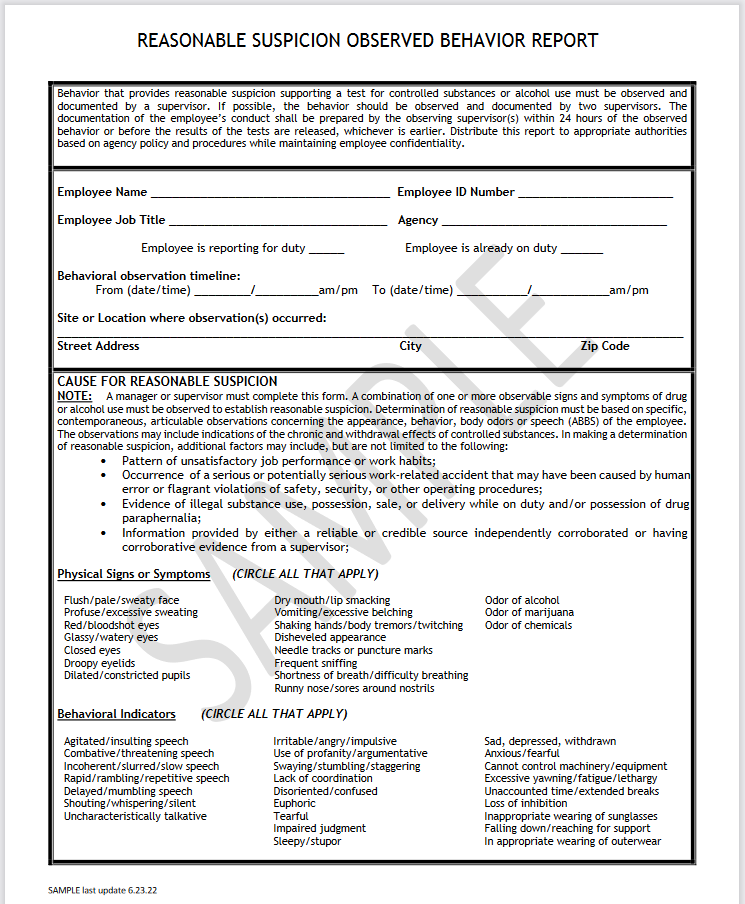 REASONABLE SUSPICION OBSERVED BEHAVIOR REPORT
Behavior that provides reasonable suspicion supporting a test for controlled substances or alcohol use must be observed and
documented by a supervisor. If possible, the behavior should be observed and documented by two supervisors. The
documentation of the employee's conduct shall be prepared by the observing supervisor(s) within 24 hours of the observed
behavior or before the results of the tests are released, whichever is earlier. Distribute this report to appropriate authorities
based on agency policy and procedures while maintaining employee confidentiality.
Employee Name ____________________ Employee ID Number ____________________
Employee Job Title ____________________ Agency ____________________
Employee is reporting for duty _____ Employee is already on duty ______
Behavioral observation timeline:
From (date/time) ________/_________am/pm To (date/time) __________/___________am/pm
Site or Location where observation(s) occurred:
Street Address City Zip Code
CAUSE FOR REASONABLE SUSPICION
NOTE: A manager or supervisor must complete this form. A combination of one or more observable signs and symptoms of drug
or alcohol use must be observed to establish reasonable suspicion. Determination of reasonable suspicion must be based on specific,
contemporaneous, articulable observations concerning the appearance, behavior, body odors or speech (ABBS) of the employee.
The observations may include indications of the chronic and withdrawal effects of controlled substances. In making a determination
of reasonable suspicion, additional factors may include, but are not limited to the following:
• Pattern of unsatisfactory job performance or work habits;
• Occurrence of a serious or potentially serious work-related accident that may have been caused by human
error or flagrant violations of safety, security, or other operating procedures;
• Evidence of illegal substance use, possession, sale, or delivery while on duty and/or possession of drug
paraphernalia;
• Information provided by either a reliable or credible source independently corroborated or having
corroborative evidence from a supervisor;
Physical Signs or Symptoms (CIRCLE ALL THAT APPLY)
Flush/pale/sweaty face Dry mouth/lip smacking Odor of alcohol
Profuse/excessive sweating Vomiting/excessive belching Odor of marijuana
Red/bloodshot eyes Shaking hands/body tremors/twitching Odor of chemicals
Glassy/watery eyes Disheveled appearance
Closed eyes Needle tracks or puncture marks
Droopy eyelids Frequent sniffing
Dilated/constricted pupils Shortness of breath/difficulty breathing
Runny nose/sores around nostrils
Behavioral Indicators (CIRCLE ALL THAT APPLY)
Agitated/insulting speech Irritable/angry/impulsive Sad, depressed, withdrawn
Combative/threatening speech Use of profanity/argumentative Anxious/fearful
Incoherent/slurred/slow speech Swaying/stumbling/staggering Cannot control machinery/equipment
Rapid/rambling/repetitive speech Lack of coordination Excessive yawning/fatigue/lethargy
Delayed/mumbling speech Disoriented/confused Unaccounted time/extended breaks
Shouting/whispering/silent Euphoric Loss of inhibition
Uncharacteristically talkative Tearful Inappropriate wearing of sunglasses
Impaired judgment Falling down/reaching for support
Sleepy/stupor In appropriate wearing of outerwear
SAMPLE
SAMPLE last update 6.23.22